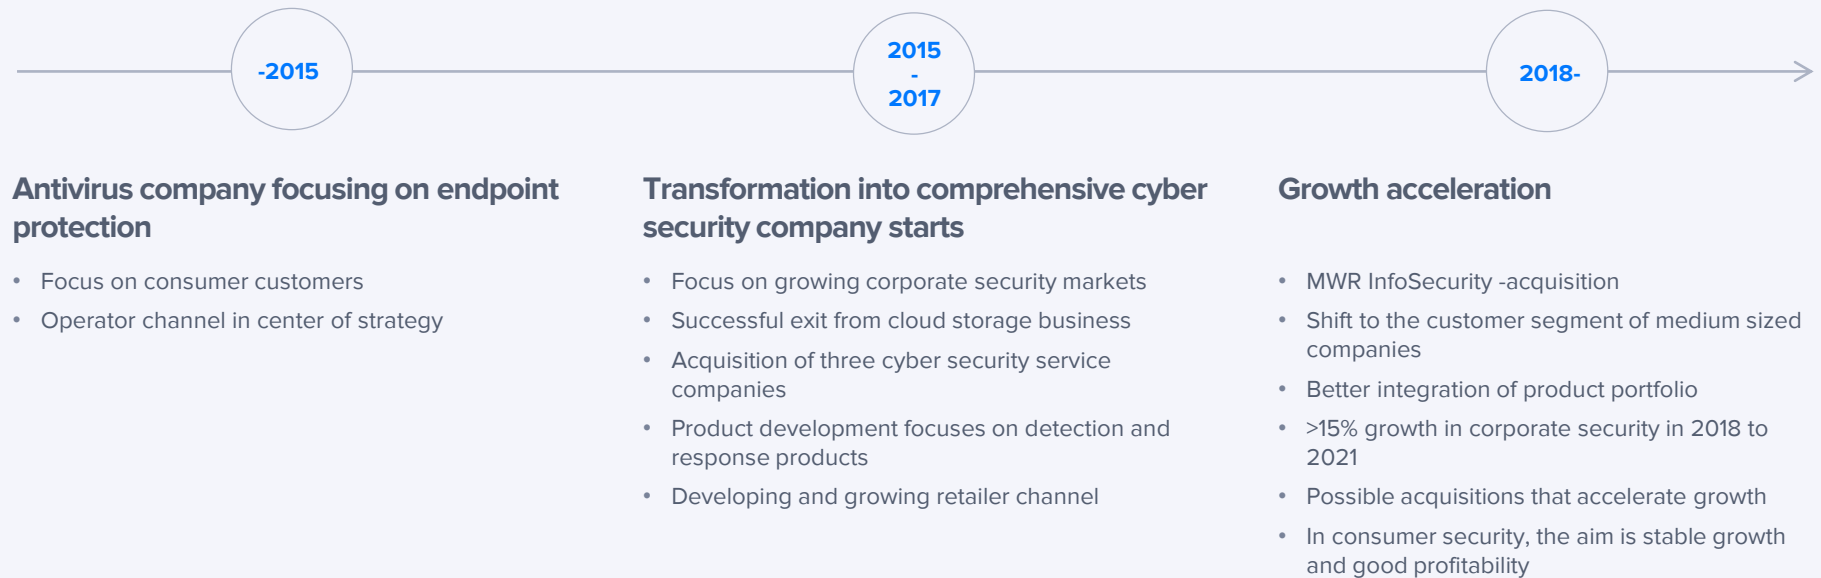 -2015
2015
-
2017
2018-
Antivirus company focusing on endpoint
protection
• Focus on consumer customers
• Operator channel in center of strategy
Transformation into comprehensive cyber
security company starts
• Focus on growing corporate security markets
• Successful exit from cloud storage business
• Acquisition of three cyber security service
companies
• Product development focuses on detection and
response products
• Developing and growing retailer channel
Growth acceleration
• MWR InfoSecurity -acquisition
• Shift to the customer segment of medium sized
companies
• Better integration of product portfolio
• >15% growth in corporate security in 2018 to
2021
• Possible acquisitions that accelerate growth
• In consumer security, the aim is stable growth
and good profitability